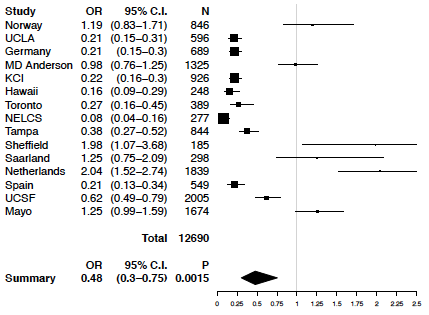 Study OR 95% C.I. N
Norway 1.19 (0.83–1.71) 846
UCLA 0.21 (0.15–0.31) 596
Germany 0.21 (0.15–0.3) 689
MD Anderson 0.98 (0.76–1.25) 1325
KCI 0.22 (0.16–0.3) 926
Hawaii 0.16 (0.09–0.29) 248
Toronto 0.27 (0.16–0.45) 389
NELCS 0.08 (0.04–0.16) 277
Tampa 0.38 (0.27–0.52) 844
Sheffield 1.98 (1.07–3.68) 185
Saarland 1.25 (0.75–2.09) 298
Netherlands 2.04 (1.52–2.74) 1839
Spain 0.21 (0.13–0.34) 549
UCSF 0.62 (0.49–0.79) 2005
Mayo 1.25 (0.99–1.59) 1674
Total 12690
OR 95% C.I. P
Summary 0.48 (0.3–0.75) 0.0015
0 0.25 0.5 0.75 1 1.25 1.5 1.75 2 2.25 2.5